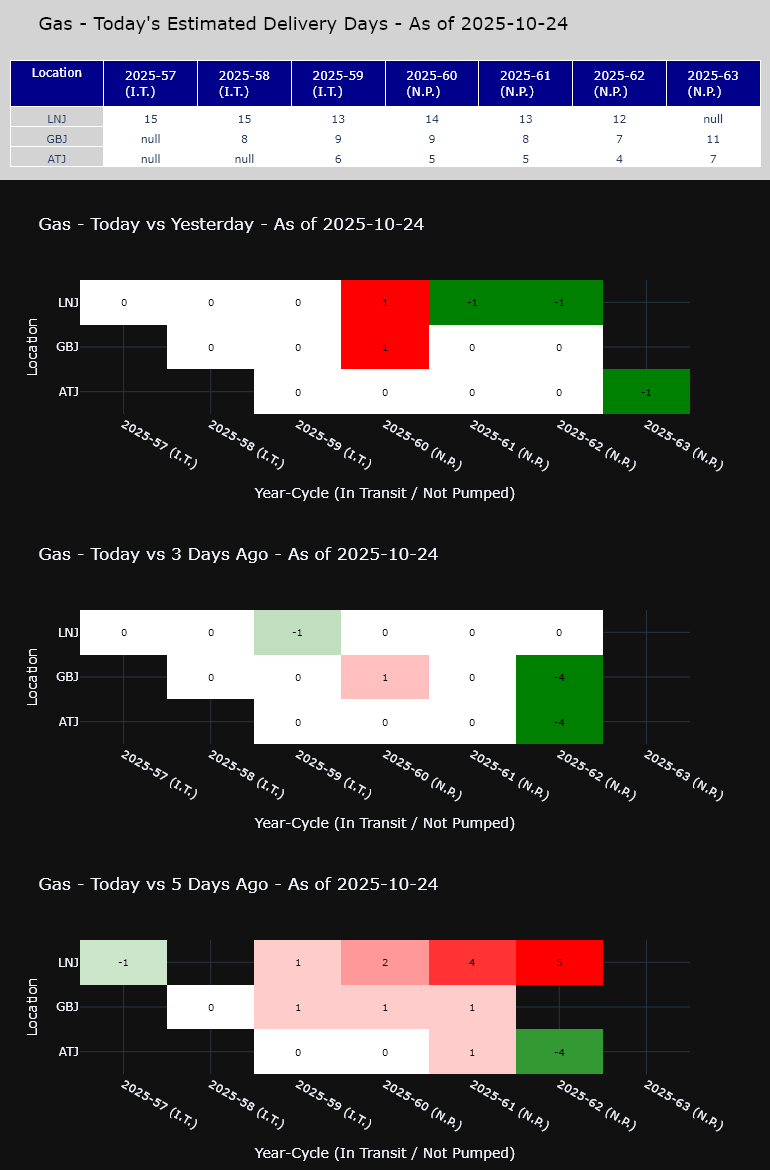 Gas - Today's Estimated Delivery Days - As of 2025-10-24
Location 2025-57 (I.T.) 2025-58 (I.T.) 2025-59 (I.T.) 2025-60 (N.P.) 2025-61 (N.P.) 2025-62 (N.P.) 2025-63 (N.P.)
LNJ 15 15 13 14 13 12 null
GBJ null 8 9 9 8 7 11
ATJ null null 6 5 5 4 7
Gas - Today vs Yesterday - As of 2025-10-24
Location
LNJ 0 0 0 1 -1 -1
GBJ 0 0 1 0 0
ATJ 0 0 0 0 -1
2025-57 (I.T.) 2025-58 (I.T.) 2025-59 (I.T.) 2025-60 (N.P.) 2025-61 (N.P.) 2025-62 (N.P.) 2025-63 (N.P.)
Year-Cycle (In Transit / Not Pumped)
Gas - Today vs 3 Days Ago - As of 2025-10-24
Location
LNJ 0 0 -1 0 0 0
GBJ 0 0 1 0 -4
ATJ 0 0 0 -4
2025-57 (I.T.) 2025-58 (I.T.) 2025-59 (I.T.) 2025-60 (N.P.) 2025-61 (N.P.) 2025-62 (N.P.) 2025-63 (N.P.)
Year-Cycle (In Transit / Not Pumped)
Gas - Today vs 5 Days Ago - As of 2025-10-24
Location
LNJ -1 1 2 4 5
GBJ 0 1 1 1
ATJ 0 0 1 -4
2025-57 (I.T.) 2025-58 (I.T.) 2025-59 (I.T.) 2025-60 (N.P.) 2025-61 (N.P.) 2025-62 (N.P.) 2025-63 (N.P.)
Year-Cycle (In Transit / Not Pumped)